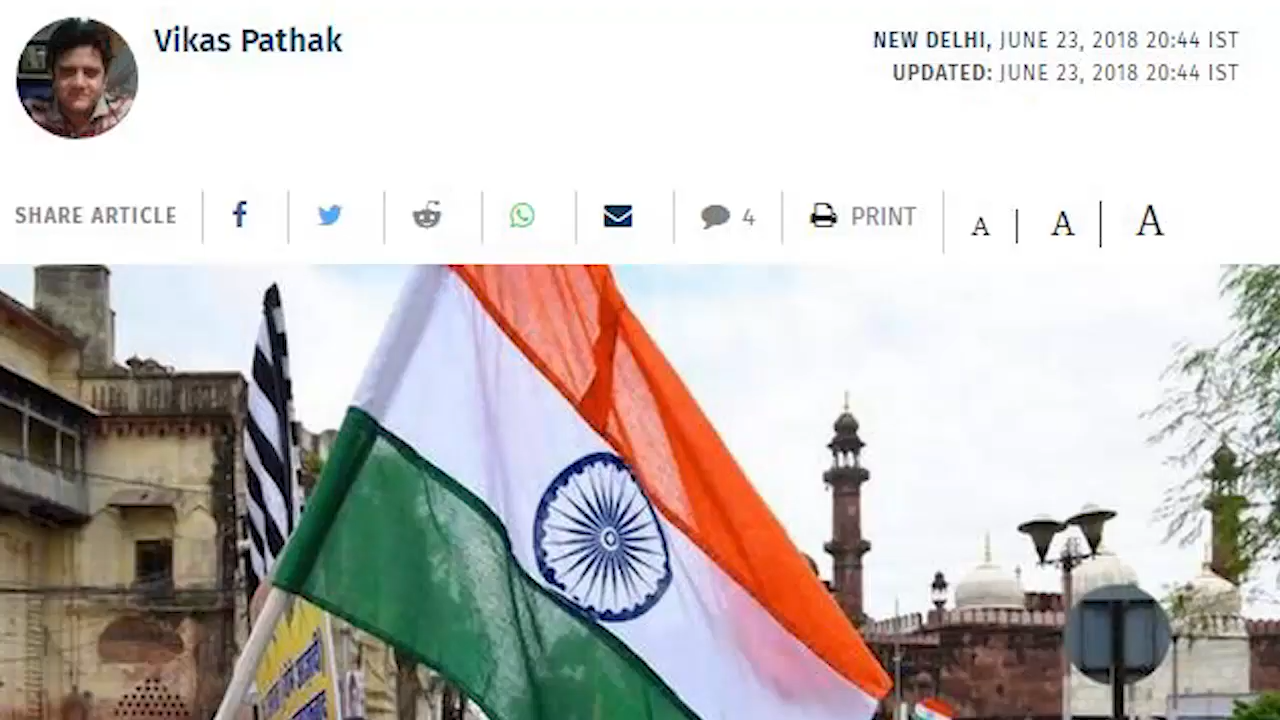 Vikas Pathak
NEW DELHI, JUNE 23, 2018 20:44 IST
UPDATED: JUNE 23, 2018 20:44 IST
SHARE ARTICLE
4
PRINT
A | A | A